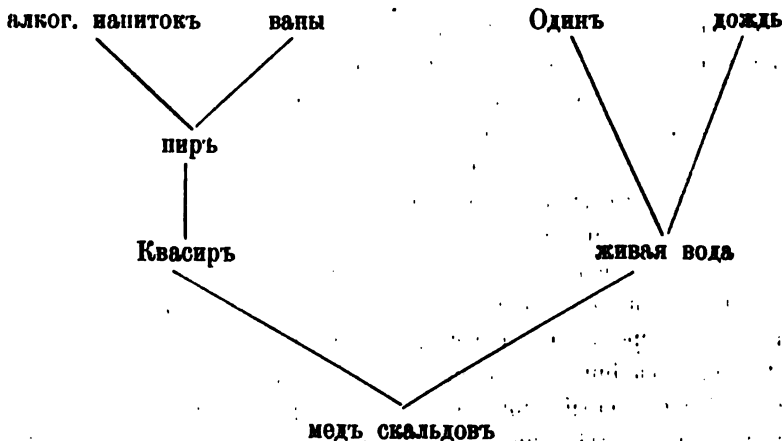 алког. напитокъ ваны Одинъ дождь
пиръ
Квасиръ живая вода
медъ скальдовъ